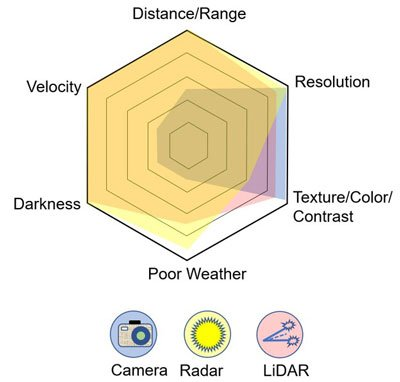 Distance/Range
Velocity
Resolution
Darkness
Texture/Color/
Contrast
Poor Weather
Camera
Radar
LiDAR